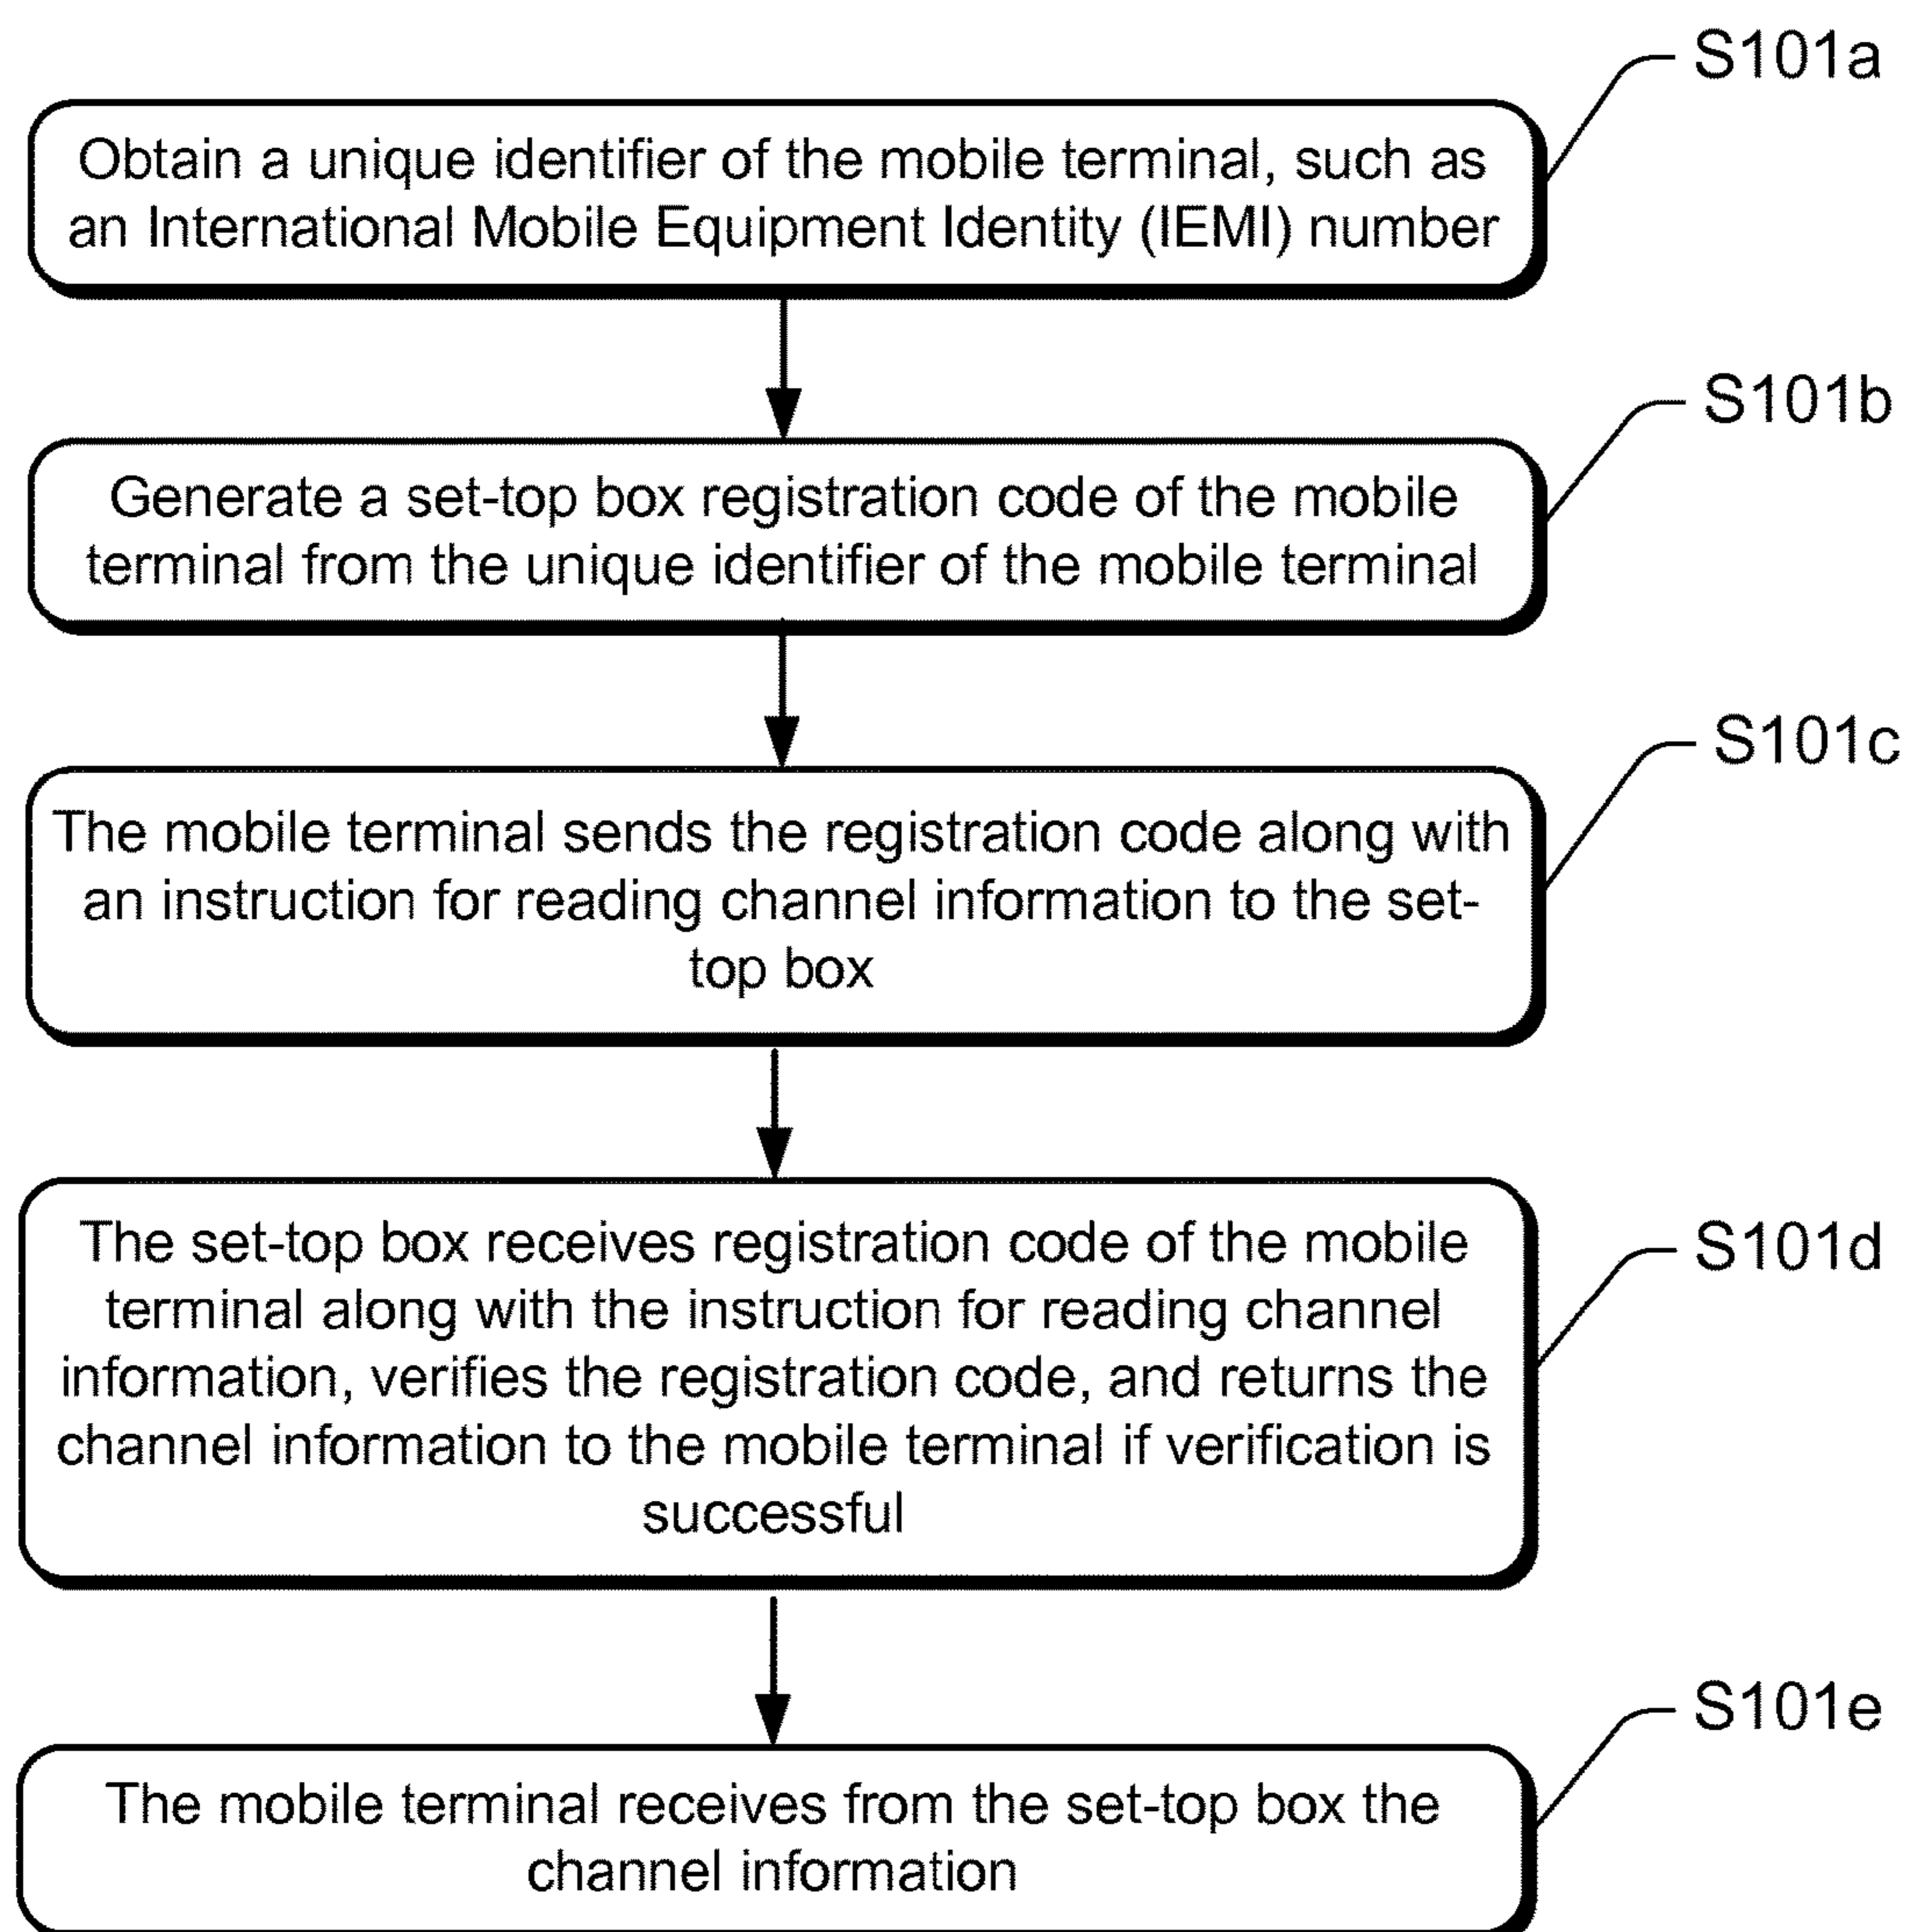 S101a
Obtain a unique identifier of the mobile terminal, such as
an International Mobile Equipment Identity (IEMI) number
S101b
Generate a set-top box registration code of the mobile
terminal from the unique identifier of the mobile terminal
S101c
The mobile terminal sends the registration code along with
an instruction for reading channel information to the set-
top box
S101d
The set-top box receives registration code of the mobile
terminal along with the instruction for reading channel
information, verifies the registration code, and returns the
channel information to the mobile terminal if verification is
successful
S101e
The mobile terminal receives from the set-top box the
channel information